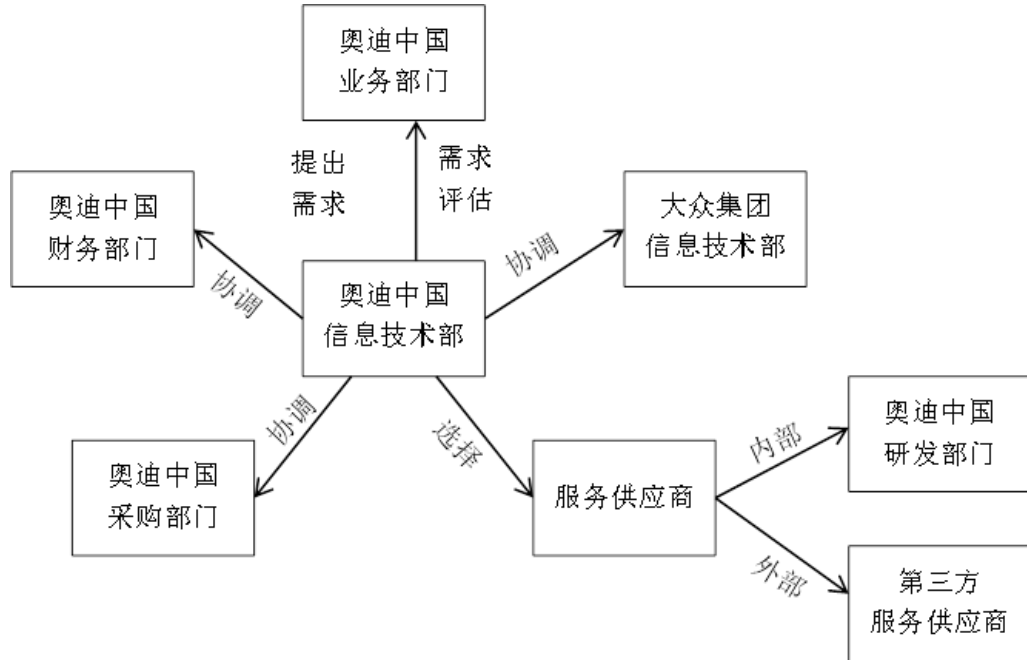 奥迪中国
业务部门
提出
需求
需求
评估
奥迪中国
财务部门
大众集团
信息技术部
协调
协调
奥迪中国
信息技术部
协调
选择
奥迪中国
采购部门
服务供应商
内部
奥迪中国
研发部门
外部
第三方
服务供应商